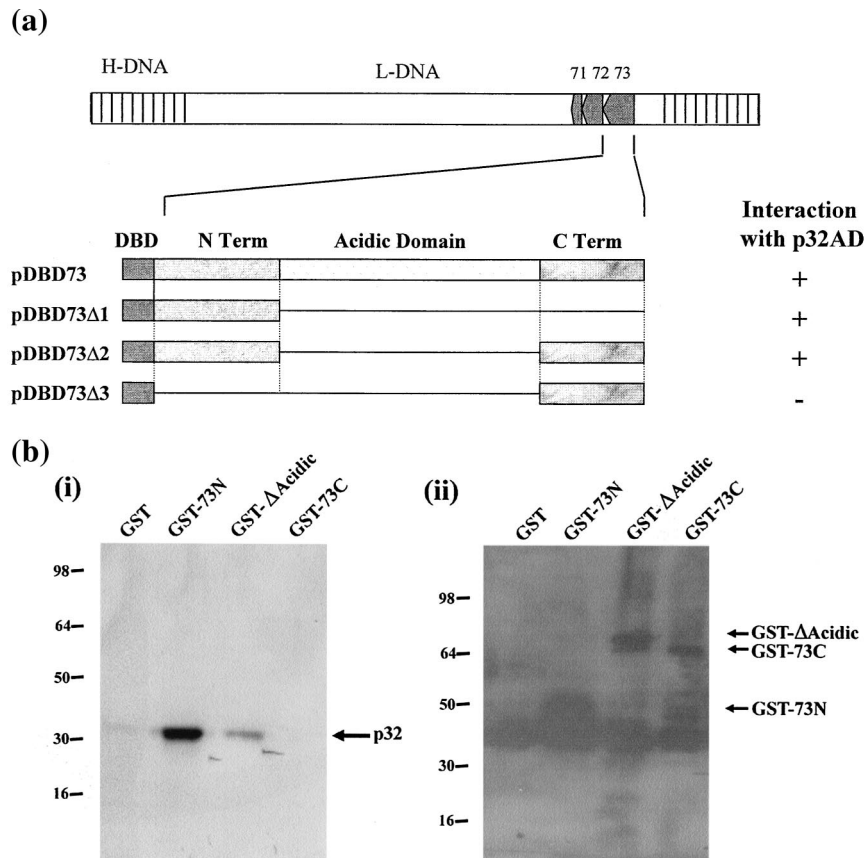 (a)
H-DNA L-DNA 71 72 73
Interaction
with p32AD
DBD N Term Acidic Domain C Term
pDBD73 +
pDBD73Δ1 +
pDBD73Δ2 +
pDBD73Δ3 -
(b)
(i)
GST GST-73N GST-ΔAcidic GST-73C
98
64
50
30
16
p32
(ii)
GST GST-73N GST-ΔAcidic GST-73C
98
64
50
30
16
GST-ΔAcidic
GST-73C
GST-73N